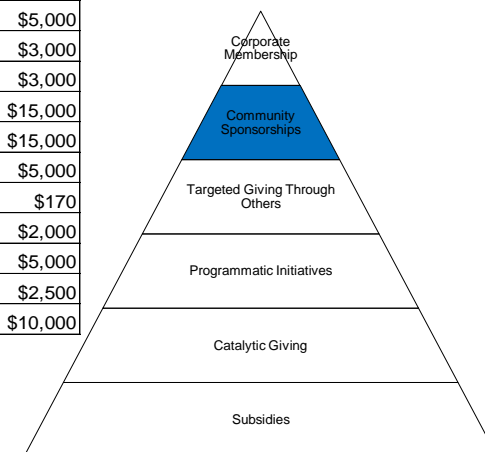 $5,000
$3,000
$3,000
$15,000
$15,000
$5,000
$170
$2,000
$5,000
$2,500
$10,000
Corporate
Membership
Community
Sponsorships
Targeted Giving Through
Others
Programmatic Initiatives
Catalytic Giving
Subsidies